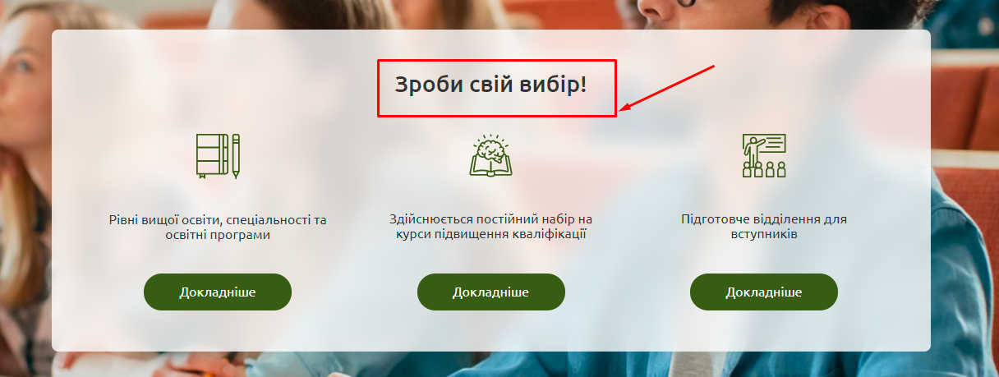 Зроби свій вибір!
Рівні вищої освіти, спеціальності та
освітні програми
Здійснюється постійний набір на
курси підвищення кваліфікації
Підготовче відділення для
вступників
Докладніше
Докладніше
Докладніше